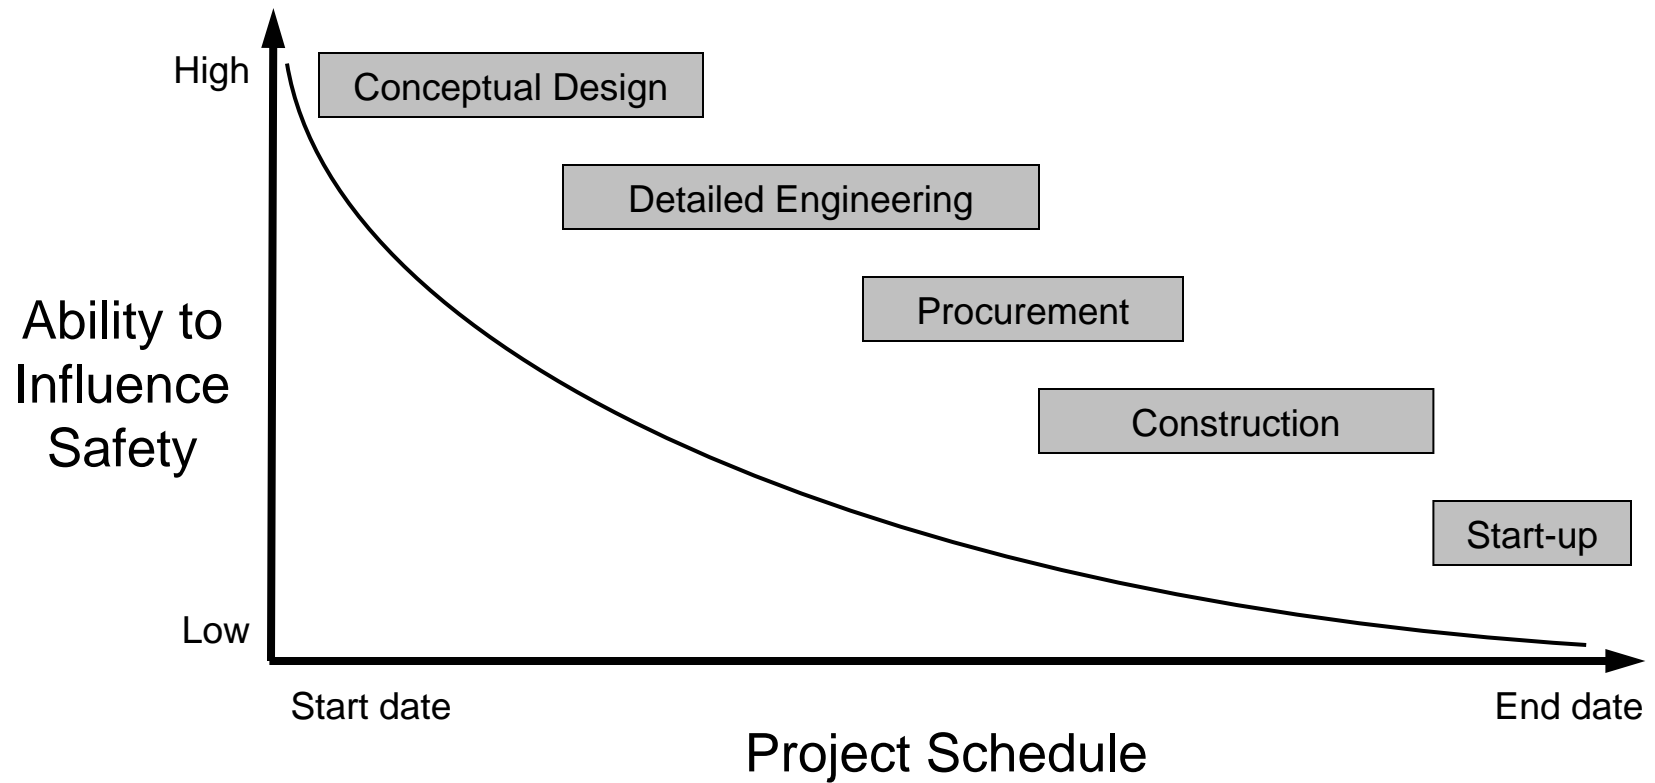 High
Conceptual Design
Detailed Engineering
Procurement
Construction
Start-up
Ability to
Influence
Safety
Low
Start date
End date
Project Schedule